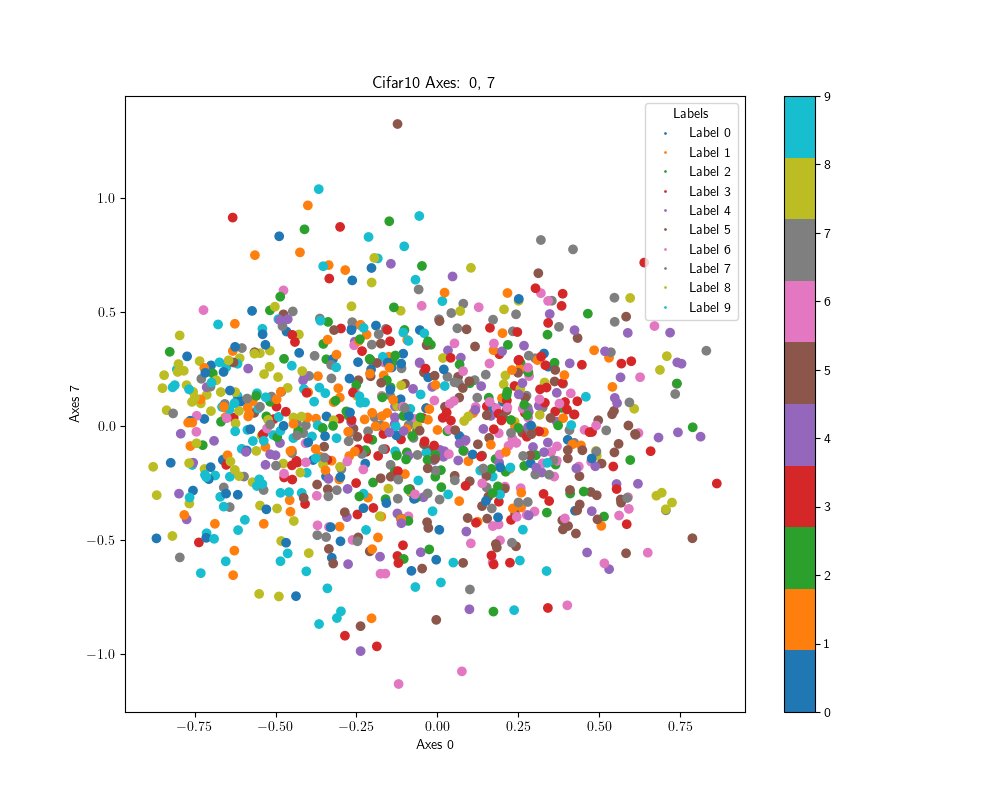 Cifar10 Axes: 0, 7
Labels
Label 0
Label 1
Label 2
Label 3
Label 4
Label 5
Label 6
Label 7
Label 8
Label 9
1.0
0.5
0.0
−0.5
−1.0
Axes 7
−0.75 −0.50 −0.25 0.00 0.25 0.50 0.75
Axes 0
9
8
7
6
5
4
3
2
1
0